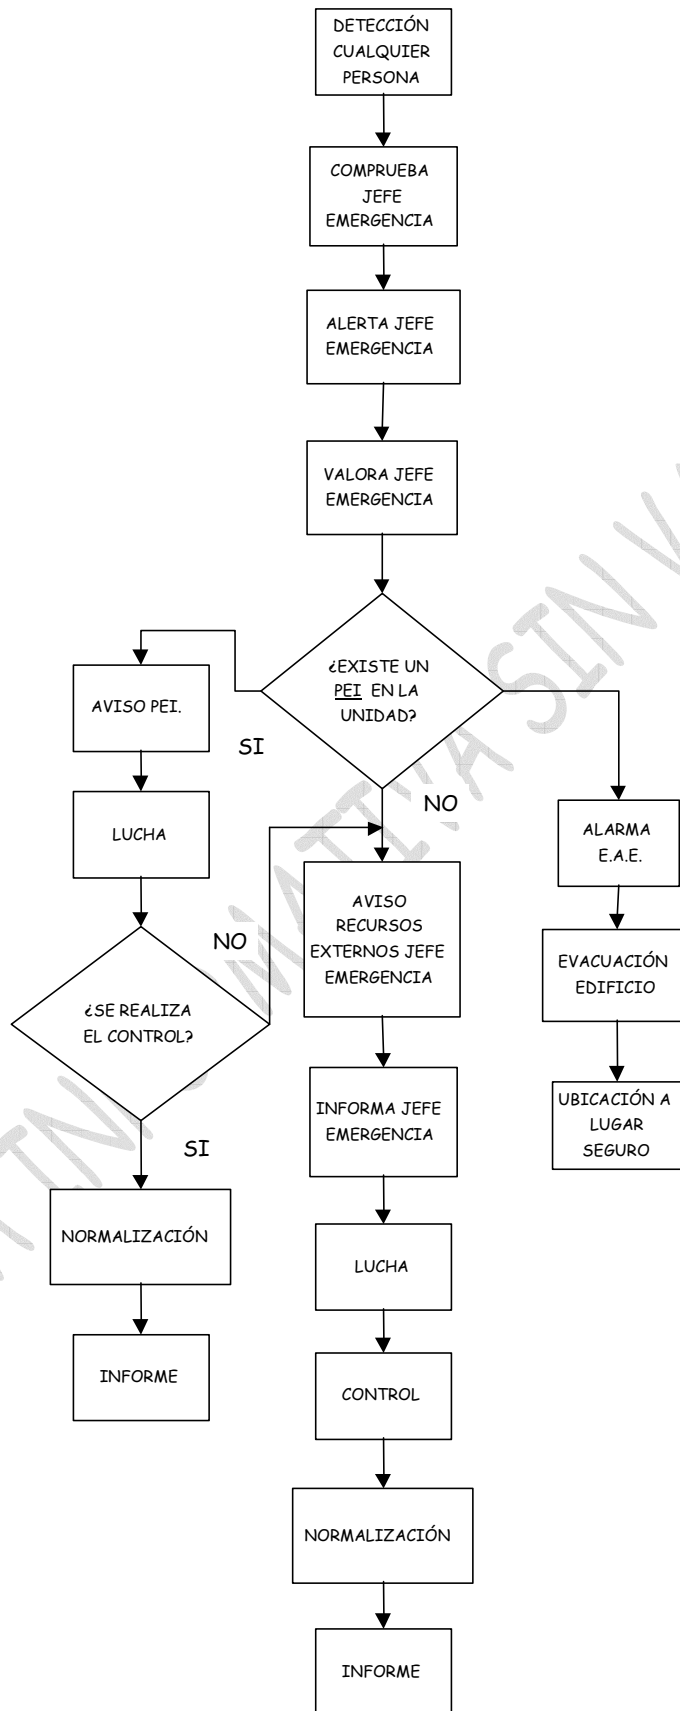 DETECCIÓN
CUALQUIER
PERSONA
COMPRUEBA
JEFE
EMERGENCIA
ALERTA JEFE
EMERGENCIA
VALORA JEFE
EMERGENCIA
¿EXISTE UN
PEI EN LA
UNIDAD?
SI
NO
AVISO PEI.
LUCHA
¿SE REALIZA
EL CONTROL?
NO
SI
NORMALIZACIÓN
INFORME
AVISO
RECURSOS
EXTERNOS JEFE
EMERGENCIA
INFORMA JEFE
EMERGENCIA
LUCHA
CONTROL
NORMALIZACIÓN
INFORME
ALARMA
E.A.E.
EVACUACIÓN
EDIFICIO
UBICACIÓN A
LUGAR
SEGURO
SIN